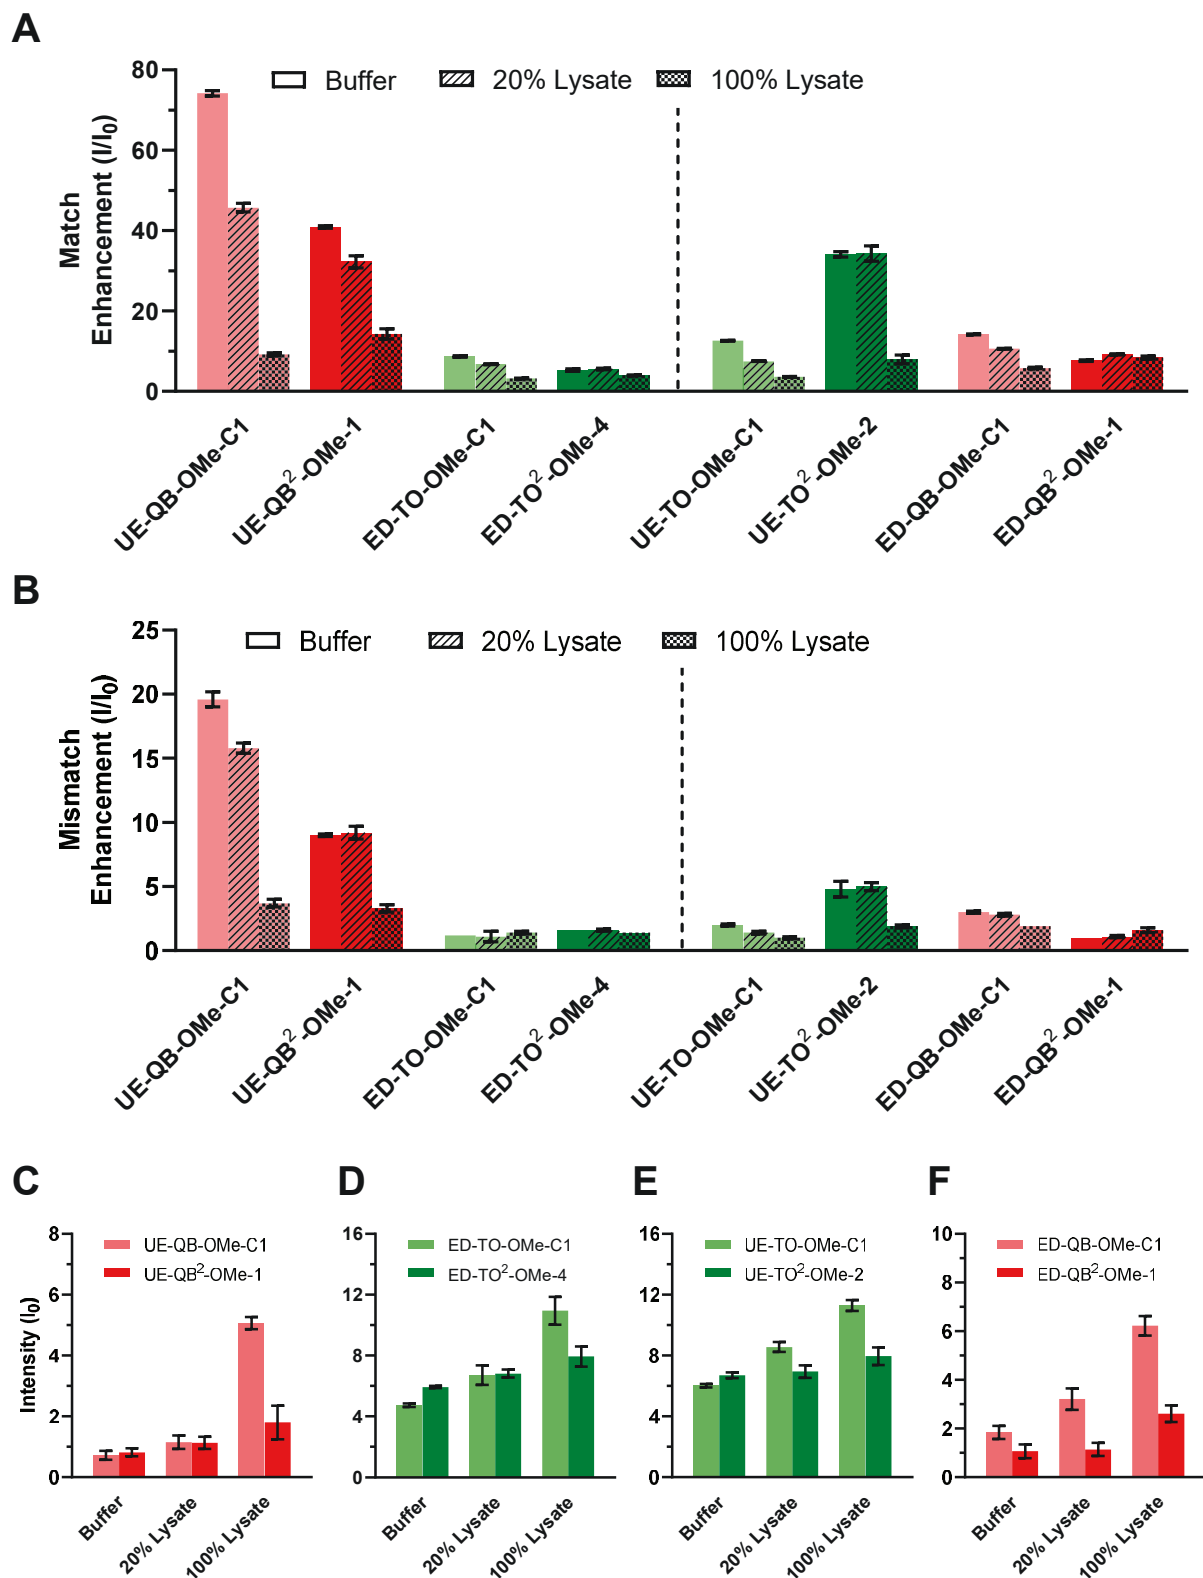 A
Match
Enhancement (I/I₀)
80
60
40
20
0
Buffer
20% Lysate
100% Lysate
UE-QB-OMe-C1
UE-QB²-OMe-1
ED-TO-OMe-C1
ED-TO²-OMe-4
UE-TO-OMe-C1
UE-TO²-OMe-2
ED-QB-OMe-C1
ED-QB²-OMe-1
B
Mismatch
Enhancement (I/I₀)
25
20
15
10
5
0
Buffer
20% Lysate
100% Lysate
UE-QB-OMe-C1
UE-QB²-OMe-1
ED-TO-OMe-C1
ED-TO²-OMe-4
UE-TO-OMe-C1
UE-TO²-OMe-2
ED-QB-OMe-C1
ED-QB²-OMe-1
C
Intensity (I₀)
8
6
4
2
0
UE-QB-OMe-C1
UE-QB²-OMe-1
Buffer
20% Lysate
100% Lysate
D
16
12
8
4
0
ED-TO-OMe-C1
ED-TO²-OMe-4
Buffer
20% Lysate
100% Lysate
E
16
12
8
4
0
UE-TO-OMe-C1
UE-TO²-OMe-2
Buffer
20% Lysate
100% Lysate
F
10
8
6
4
2
0
ED-QB-OMe-C1
ED-QB²-OMe-1
Buffer
20% Lysate
100% Lysate